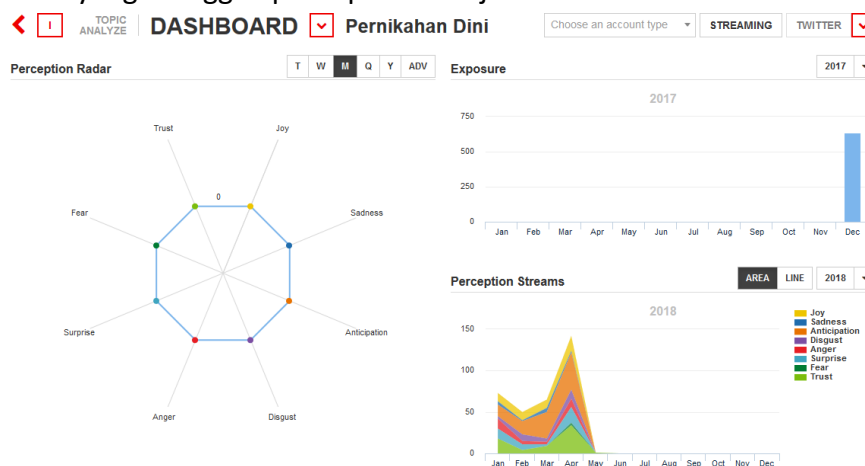 I TOPIC ANALYZE DASHBOARD Pernikahan Dini
Choose an account type STREAMING TWITTER
Perception Radar
T W M Q Y ADV
Trust Joy
0
Fear Sadness
Surprise Anticipation
Anger Disgust
Exposure
2017
2017
750
500
250
0
Jan Feb Mar Apr May Jun Jul Aug Sep Oct Nov Dec
Perception Streams
AREA LINE 2018
2018
Joy
Sadness
Anticipation
Disgust
Anger
Surprise
Fear
Trust
150
100
50
0
Jan Feb Mar Apr May Jun Jul Aug Sep Oct Nov Dec